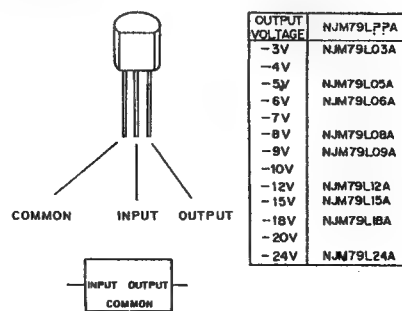 COMMON INPUT OUTPUT
INPUT OUTPUT
COMMON
OUTPUT VOLTAGE NJM79L??A
-3V NJM79L03A
-4V
-5V NJM79L05A
-6V NJM79L06A
-7V
-8V NJM79L08A
-9V NJM79L09A
-10V
-12V NJM79L12A
-15V NJM79L15A
-18V NJM79L18A
-20V
-24V NJM79L24A